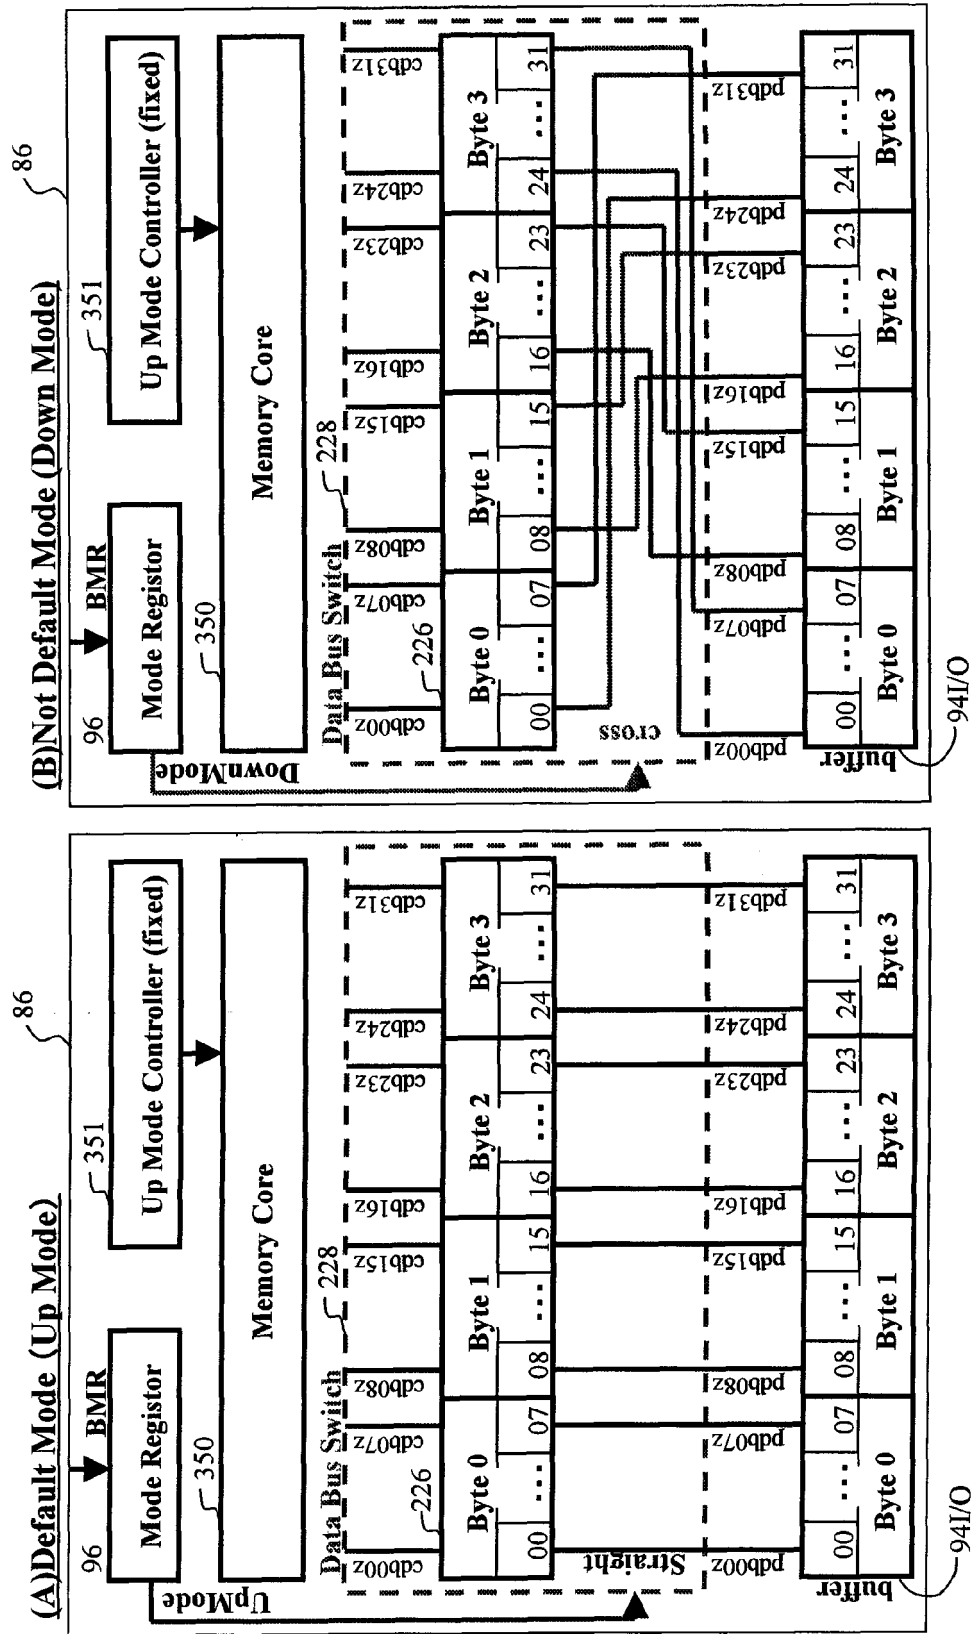 (A)Default Mode (Up Mode)
86
BMR
96
351
Mode Registor
Up Mode Controller (fixed)
350
Memory Core
UpMode
Data Bus Switch
228
cdb00z cdb07z cdb08z cdb15z cdb16z cdb23z cdb24z cdb31z
226
Byte 0 Byte 1 Byte 2 Byte 3
00 ••• 07 08 ••• 15 16 ••• 23 24 ••• 31
Straight
pdb00z pdb07z pdb08z pdb15z pdb16z pdb23z pdb24z pdb31z
buffer
00 ••• 07 08 ••• 15 16 ••• 23 24 ••• 31
Byte 0 Byte 1 Byte 2 Byte 3
94I/O
(B)Not Default Mode (Down Mode)
86
BMR
96
351
Mode Registor
Up Mode Controller (fixed)
350
Memory Core
DownMode
Data Bus Switch
228
cdb00z cdb07z cdb08z cdb15z cdb16z cdb23z cdb24z cdb31z
226
Byte 0 Byte 1 Byte 2 Byte 3
00 ••• 07 08 ••• 15 16 ••• 23 24 ••• 31
cross
pdb00z pdb07z pdb08z pdb15z pdb16z pdb23z pdb24z pdb31z
buffer
00 ••• 07 08 ••• 15 16 ••• 23 24 ••• 31
Byte 0 Byte 1 Byte 2 Byte 3
94I/O